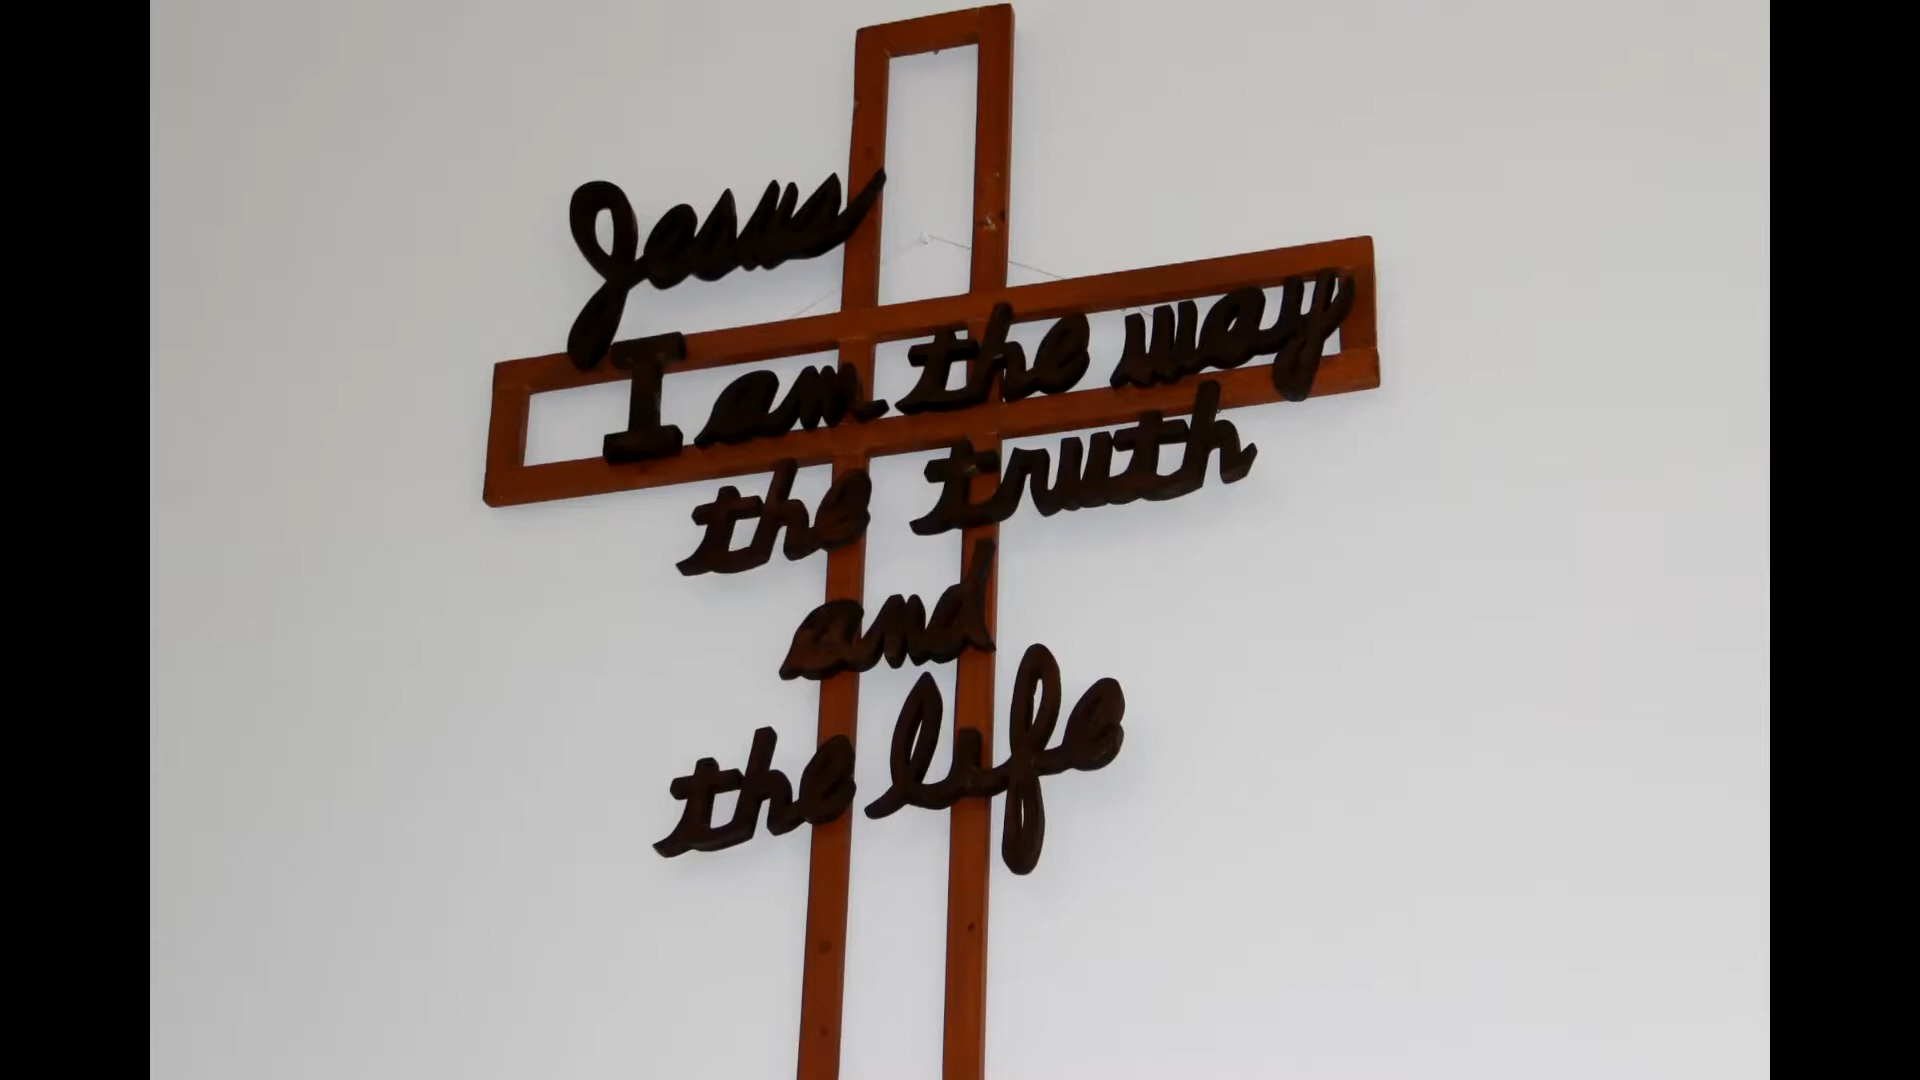 Jesus
I am the way
the truth
and
the life